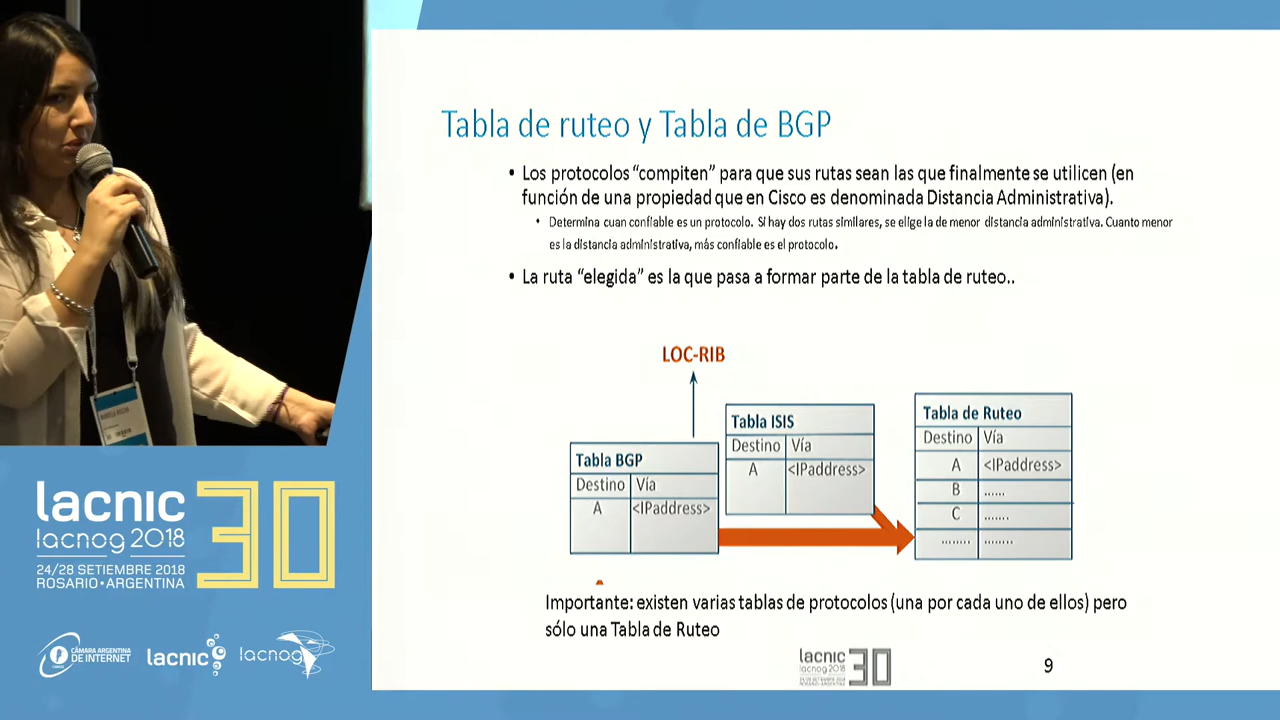 Tabla de ruteo y Tabla de BGP
• Los protocolos “compiten” para que sus rutas sean las que finalmente se utilicen (en
función de una propiedad que en Cisco es denominada Distancia Administrativa).
• Determina cuan confiable es un protocolo. Si hay dos rutas similares, se elige la de menor distancia administrativa. Cuanto menor
es la distancia administrativa, más confiable es el protocolo.
• La ruta “elegida” es la que pasa a formar parte de la tabla de ruteo..
LOC-RIB
Tabla BGP
Destino Vía
A <IPaddress>
Tabla ISIS
Destino Vía
A <IPaddress>
Tabla de Ruteo
Destino Vía
A <IPaddress>
B ......
C .......
........ ........
Importante: existen varias tablas de protocolos (una por cada uno de ellos) pero
sólo una Tabla de Ruteo
lacnic 30
lacnog 2018
24/28 SETIEMBRE 2018
ROSARIO • ARGENTINA
9
lacnic 30
lacnog 2018
24/28 SETIEMBRE 2018
ROSARIO • ARGENTINA
CÁMARA ARGENTINA
DE INTERNET
lacnic
lacnog